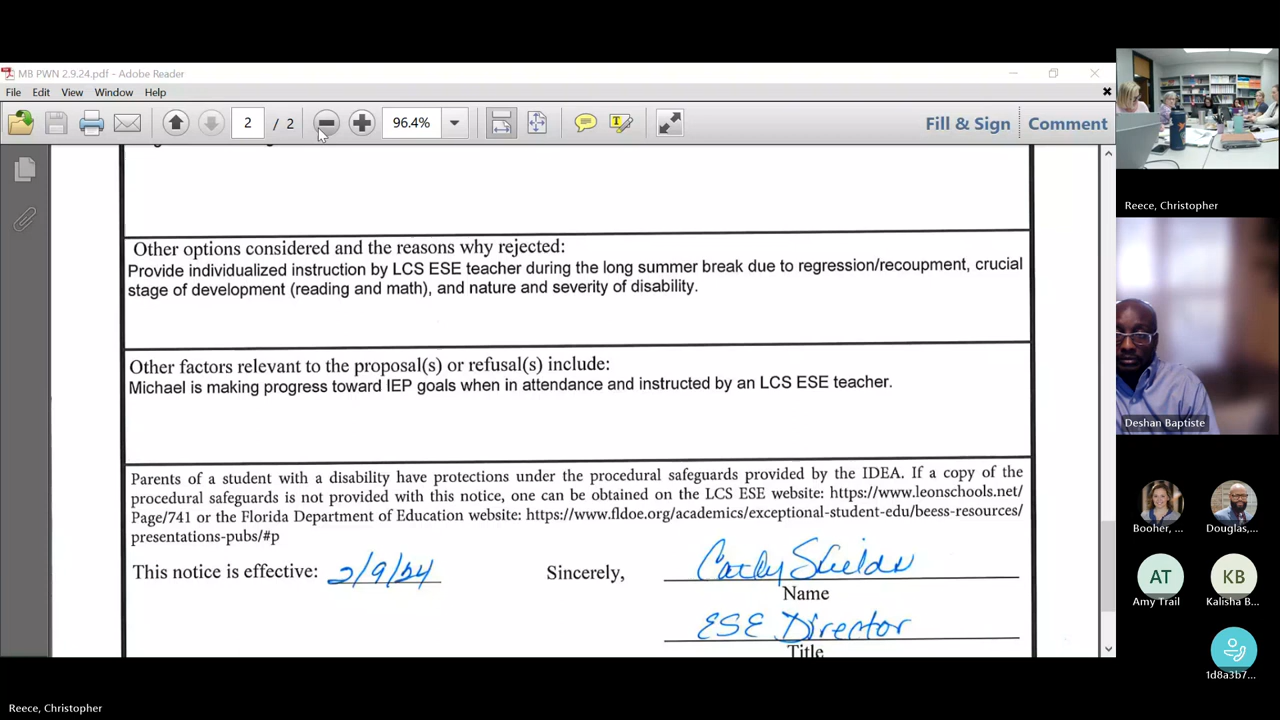 MB PWN 2.9.24.pdf - Adobe Reader
File Edit View Window Help
2 / 2 96.4% Fill & Sign Comment
Other options considered and the reasons why rejected:
Provide individualized instruction by LCS ESE teacher during the long summer break due to regression/recoupment, crucial
stage of development (reading and math), and nature and severity of disability.
Other factors relevant to the proposal(s) or refusal(s) include:
Michael is making progress toward IEP goals when in attendance and instructed by an LCS ESE teacher.
Parents of a student with a disability have protections under the procedural safeguards provided by the IDEA. If a copy of the
procedural safeguards is not provided with this notice, one can be obtained on the LCS ESE website: https://www.leonschools.net/
Page/741 or the Florida Department of Education website: https://www.fldoe.org/academics/exceptional-student-edu/beess-resources/
presentations-pubs/#p
This notice is effective: 2/9/24 Sincerely, Cathy Shields
Name
ESE Director
Title
Reece, Christopher
Deshan Baptiste
Booher, ... Douglas,...
AT KB
Amy Trail Kalisha B...
1d8a3b7...
Reece, Christopher